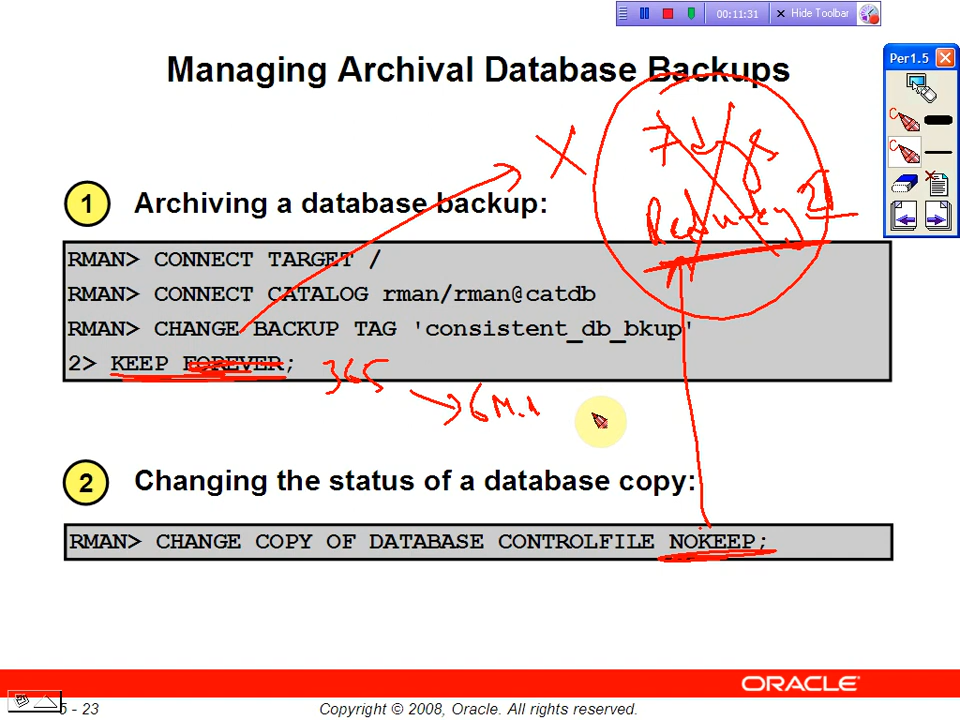 00:11:31
Hide Toolbar
Per1.5
Managing Archival Database Backups
1 Archiving a database backup:
RMAN> CONNECT TARGET /
RMAN> CONNECT CATALOG rman/rman@catdb
RMAN> CHANGE BACKUP TAG 'consistent_db_bkup'
2> KEEP FOREVER;
365
2 Changing the status of a database copy:
RMAN> CHANGE COPY OF DATABASE CONTROLFILE NOKEEP;
ORACLE
5 - 23
Copyright © 2008, Oracle. All rights reserved.